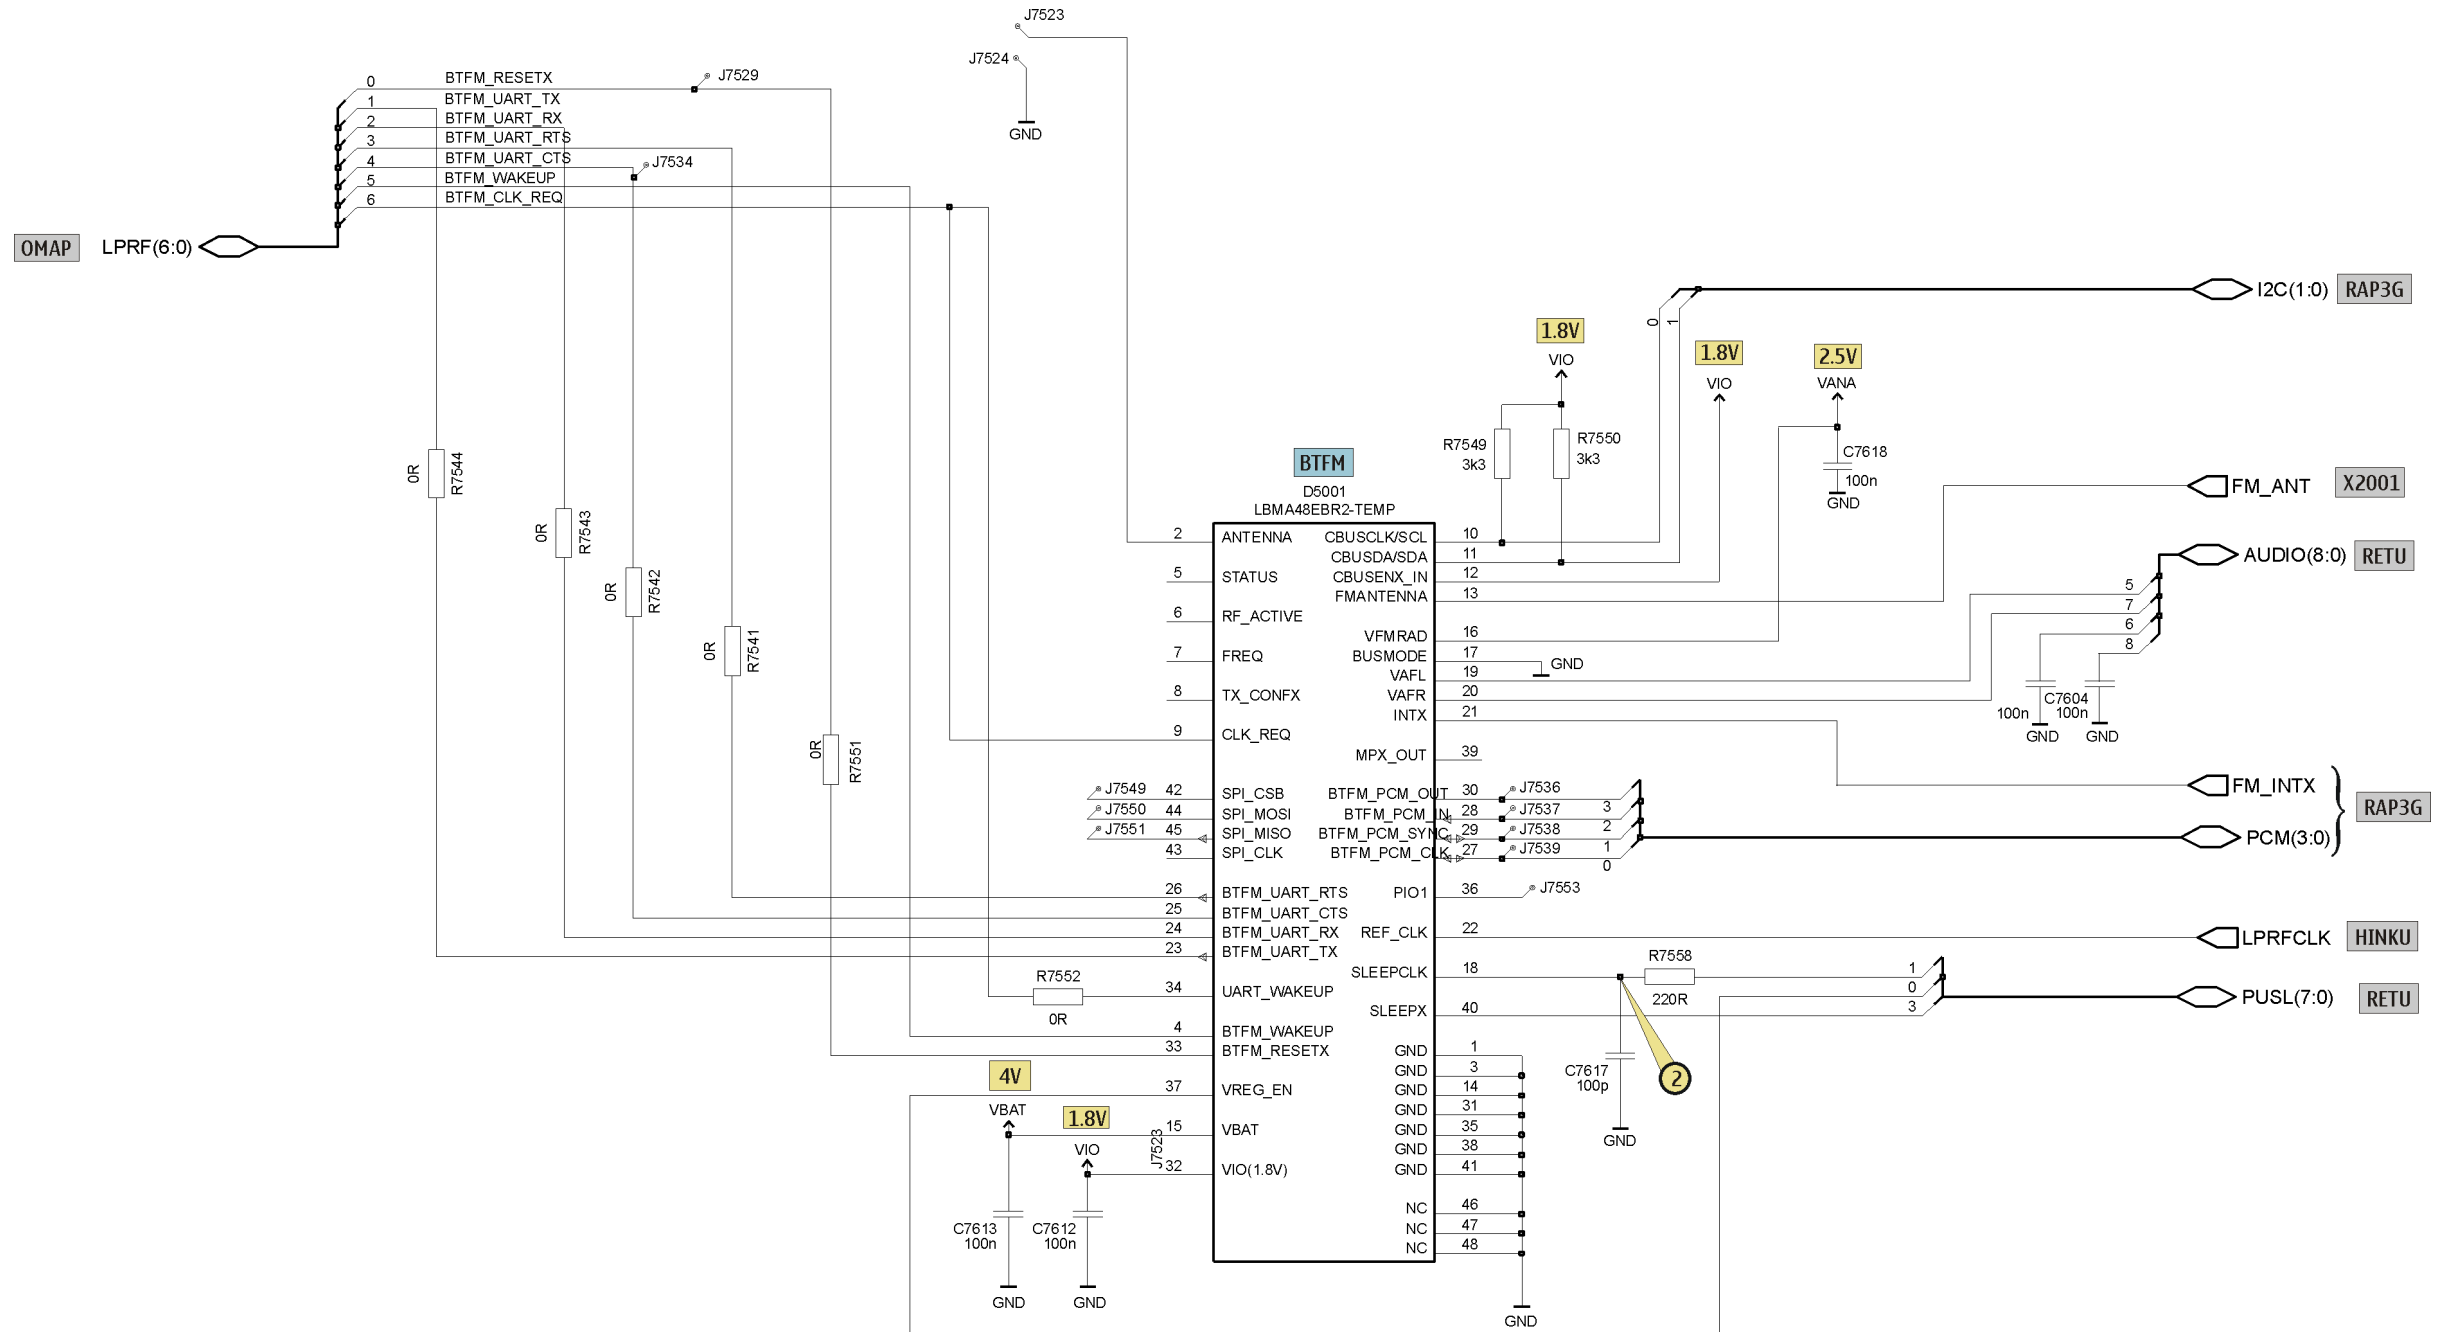 J7523
J7524
GND
0 BTFM_RESETX
J7529
1 BTFM_UART_TX
2 BTFM_UART_RX
3 BTFM_UART_RTS
4 BTFM_UART_CTS
J7534
5 BTFM_WAKEUP
6 BTFM_CLK_REQ
OMAP LPRF(6:0)
I2C(1:0) RAP3G
0
1
1.8V
VIO
1.8V
VIO
2.5V
VANA
R7549
3k3
R7550
3k3
C7618
100n
GND
0R
R7544
0R
R7543
0R
R7542
0R
R7541
0R
R7551
BTFM
D5001
LBMA48EBR2-TEMP
FM_ANT X2001
AUDIO(8:0) RETU
5
7
6
8
C7604
100n
100n
GND
GND
2 ANTENNA
5 STATUS
6 RF_ACTIVE
7 FREQ
8 TX_CONFX
9 CLK_REQ
J7549 42 SPI_CSB
J7550 44 SPI_MOSI
J7551 45 SPI_MISO
43 SPI_CLK
26 BTFM_UART_RTS
25 BTFM_UART_CTS
24 BTFM_UART_RX
23 BTFM_UART_TX
R7552
0R
34 UART_WAKEUP
4 BTFM_WAKEUP
33 BTFM_RESETX
37 VREG_EN
15 VBAT
J7523
32 VIO(1.8V)
4V
VBAT
1.8V
VIO
C7613
100n
C7612
100n
GND
GND
CBUSCLK/SCL 10
CBUSDA/SDA 11
CBUSENX_IN 12
FMANTENNA 13
VFMRAD 16
BUSMODE 17
GND
VAFL 19
VAFR 20
INTX 21
MPX_OUT 39
BTFM_PCM_OUT 30 J7536
BTFM_PCM_IN 28 J7537
BTFM_PCM_SYNC 29 J7538
BTFM_PCM_CLK 27 J7539
3
2
1
0
PIO1 36 J7553
REF_CLK 22
SLEEPCLK 18
SLEEPX 40
GND 1
GND 3
GND 14
GND 31
GND 35
GND 38
GND 41
NC 46
NC 47
NC 48
GND
FM_INTX
RAP3G
PCM(3:0)
LPRFCLK HINKU
R7558
220R
1
0
3
PUSL(7:0) RETU
C7617
100p
2
GND